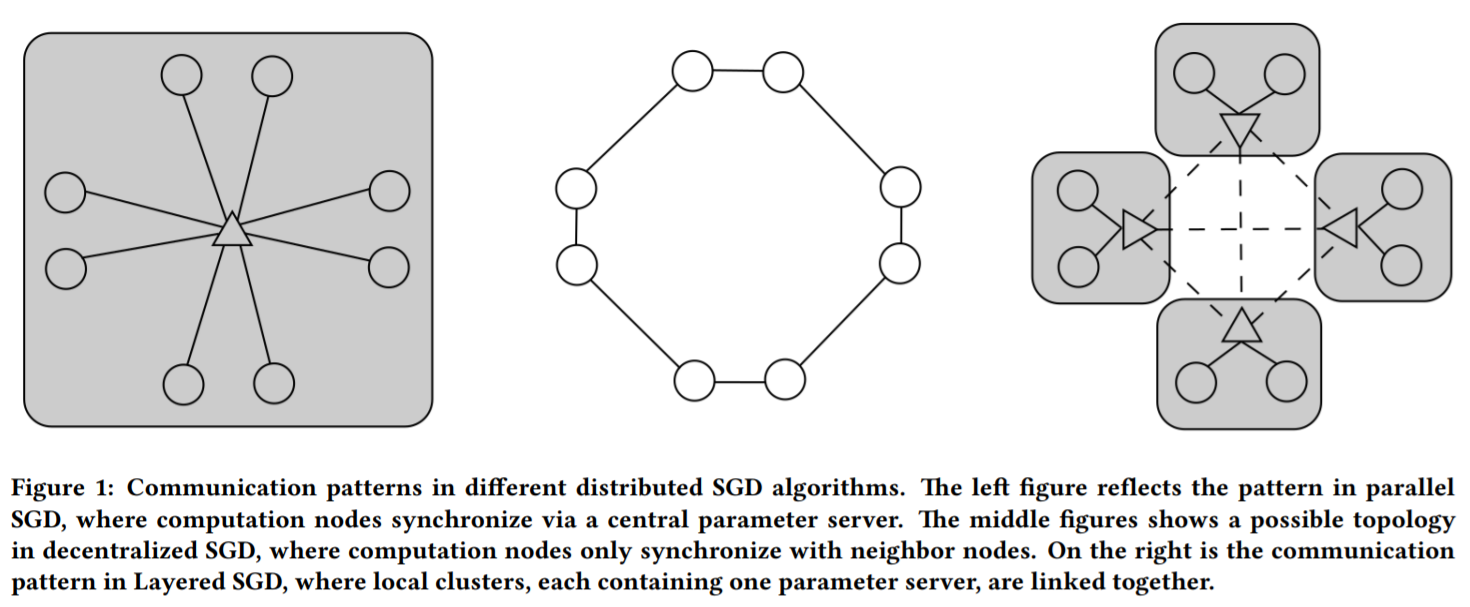 Figure 1: Communication patterns in different distributed SGD algorithms. The left figure reflects the pattern in parallel
SGD, where computation nodes synchronize via a central parameter server. The middle figures shows a possible topology
in decentralized SGD, where computation nodes only synchronize with neighbor nodes. On the right is the communication
pattern in Layered SGD, where local clusters, each containing one parameter server, are linked together.